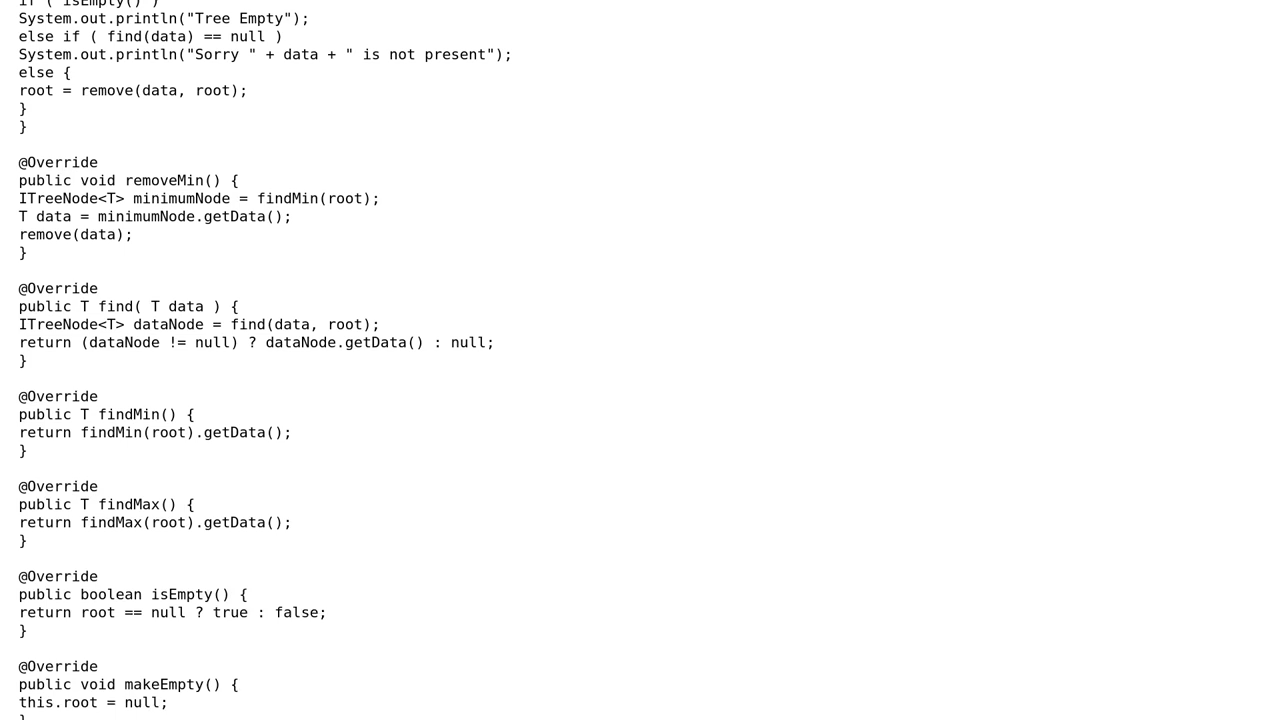 if ( isEmpty() )
System.out.println("Tree Empty");
else if ( find(data) == null )
System.out.println("Sorry " + data + " is not present");
else {
root = remove(data, root);
}
}

@Override
public void removeMin() {
ITreeNode<T> minimumNode = findMin(root);
T data = minimumNode.getData();
remove(data);
}

@Override
public T find( T data ) {
ITreeNode<T> dataNode = find(data, root);
return (dataNode != null) ? dataNode.getData() : null;
}

@Override
public T findMin() {
return findMin(root).getData();
}

@Override
public T findMax() {
return findMax(root).getData();
}

@Override
public boolean isEmpty() {
return root == null ? true : false;
}

@Override
public void makeEmpty() {
this.root = null;
}